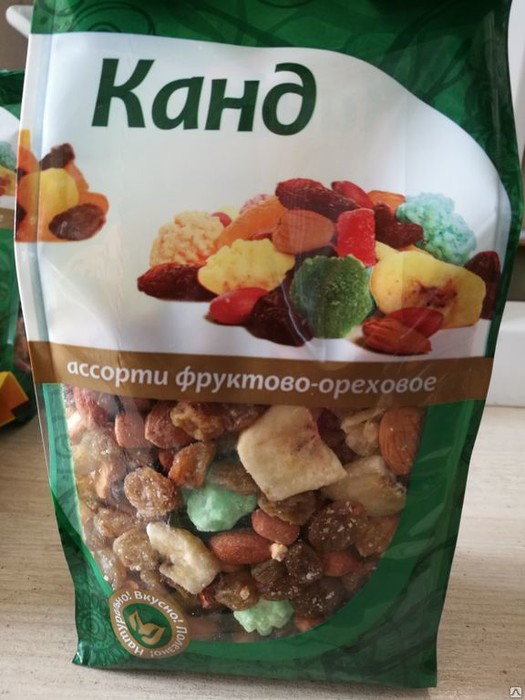 Канд
ассорти фруктово-ореховое
Натурально! Вкусно! Полезно!